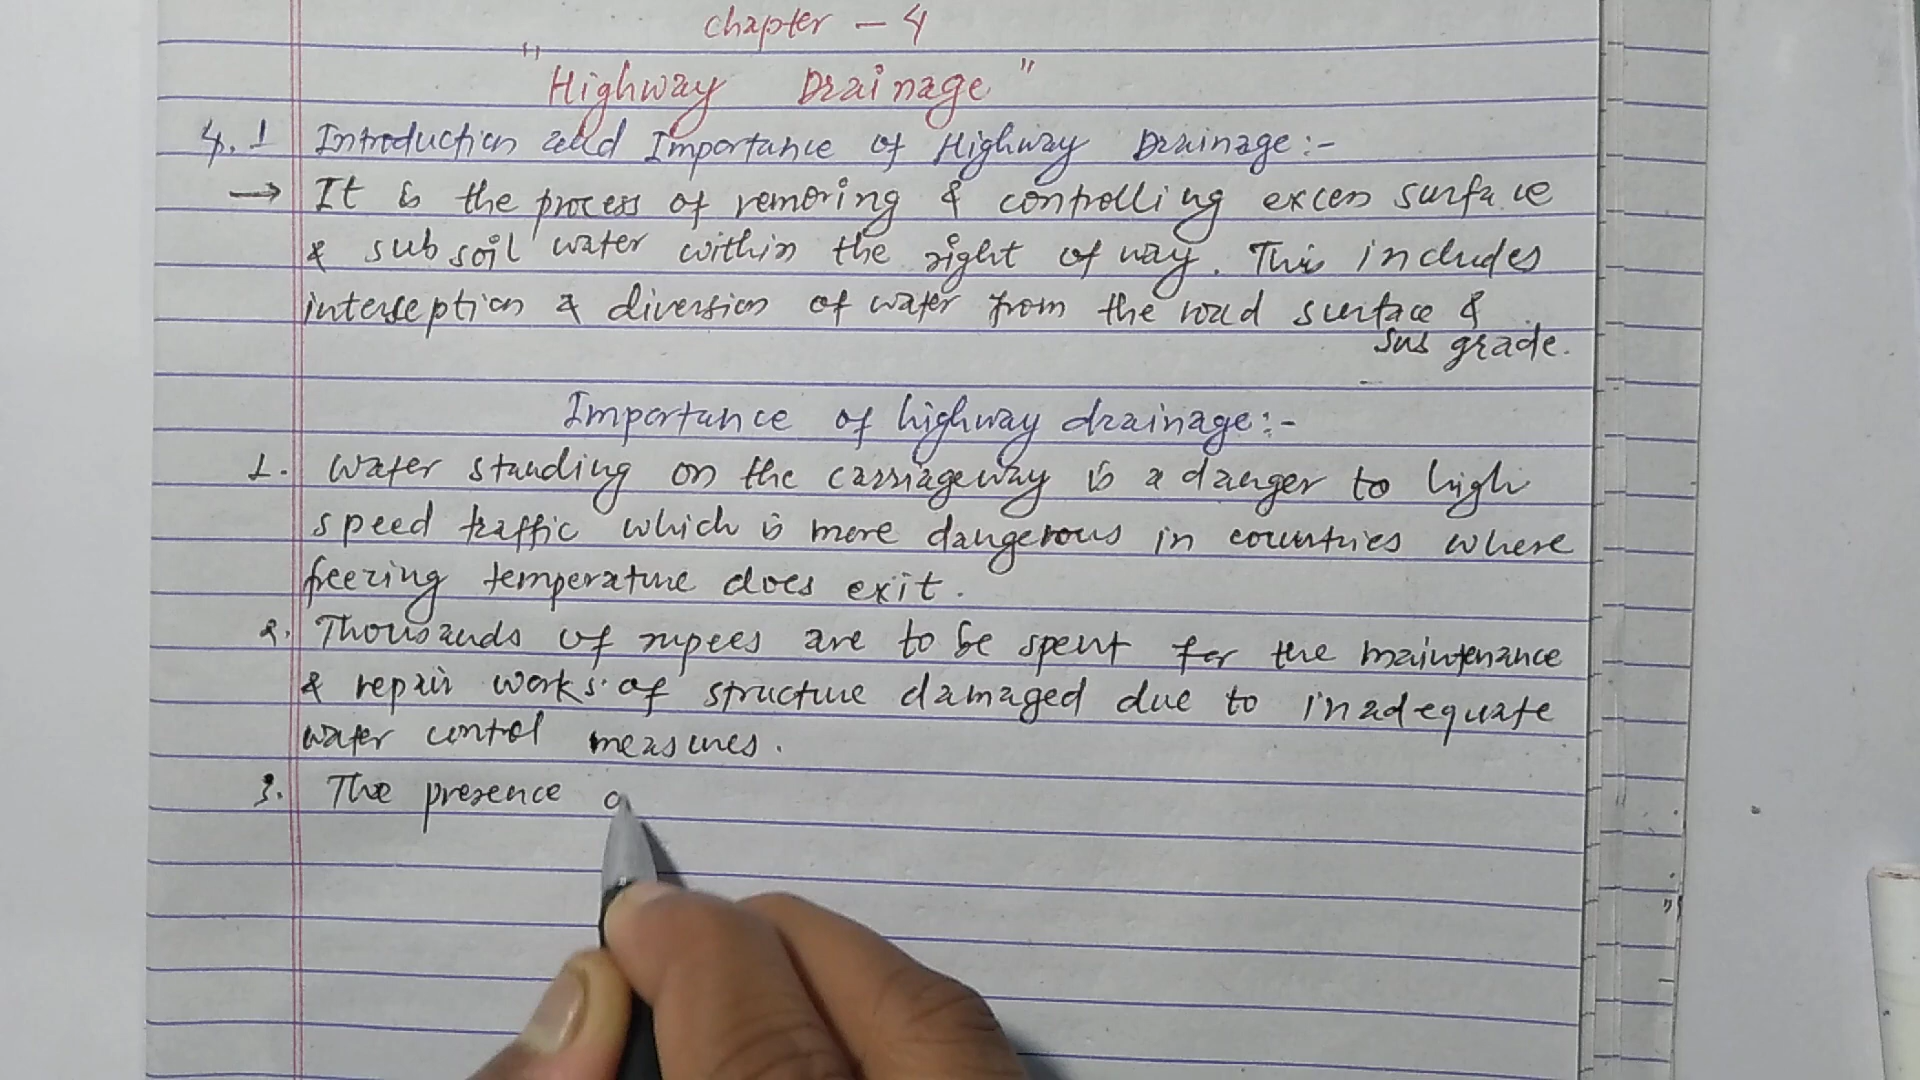 Chapter - 4
"Highway Drainage"
4.1 Introduction and Importance of Highway Drainage:-
→ It is the process of removing & controlling excess surface
& sub soil water within the right of way. This includes
interseption & diversion of water from the road surface &
sub grade.
Importance of highway drainage:-
1. Water standing on the carriageway is a danger to high
speed traffic which is more dangerous in countries where
freezing temperature does exit.
2. Thousands of rupees are to be spent for the maintenance
& repair works of structure damaged due to inadequate
water control measures.
3. The presence o